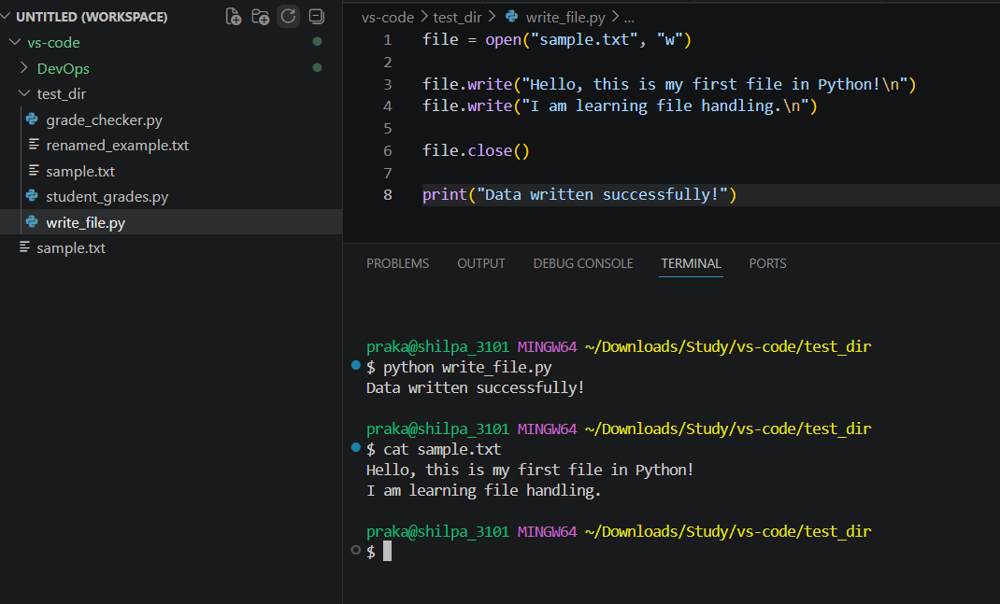 UNTITLED (WORKSPACE)
vs-code
DevOps
test_dir
grade_checker.py
renamed_example.txt
sample.txt
student_grades.py
write_file.py
sample.txt
vs-code > test_dir > write_file.py > ...
1 file = open("sample.txt", "w")
2
3 file.write("Hello, this is my first file in Python!\n")
4 file.write("I am learning file handling.\n")
5
6 file.close()
7
8 print("Data written successfully!")
PROBLEMS OUTPUT DEBUG CONSOLE TERMINAL PORTS
praka@shilpa_3101 MINGW64 ~/Downloads/Study/vs-code/test_dir
$ python write_file.py
Data written successfully!
praka@shilpa_3101 MINGW64 ~/Downloads/Study/vs-code/test_dir
$ cat sample.txt
Hello, this is my first file in Python!
I am learning file handling.
praka@shilpa_3101 MINGW64 ~/Downloads/Study/vs-code/test_dir
$